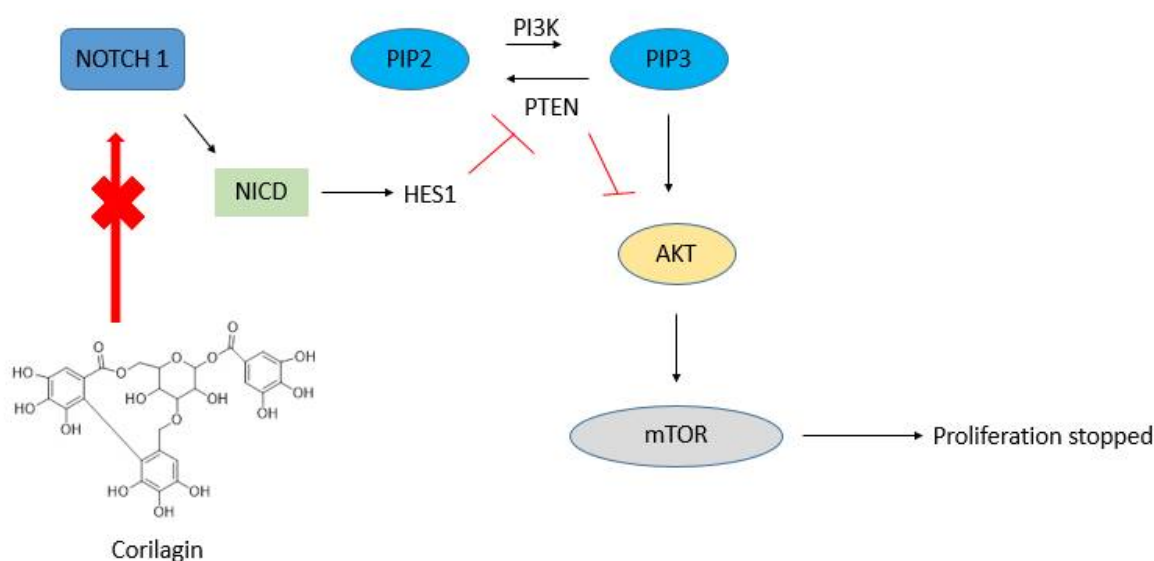 NOTCH 1
PIP2
PI3K
PIP3
PTEN
NICD
HES1
AKT
mTOR
Proliferation stopped
O
O
O
O
O
OH
HO
OH
HO
OH
HO
OH
OH
O
HO
OH
HO
OH
Corilagin